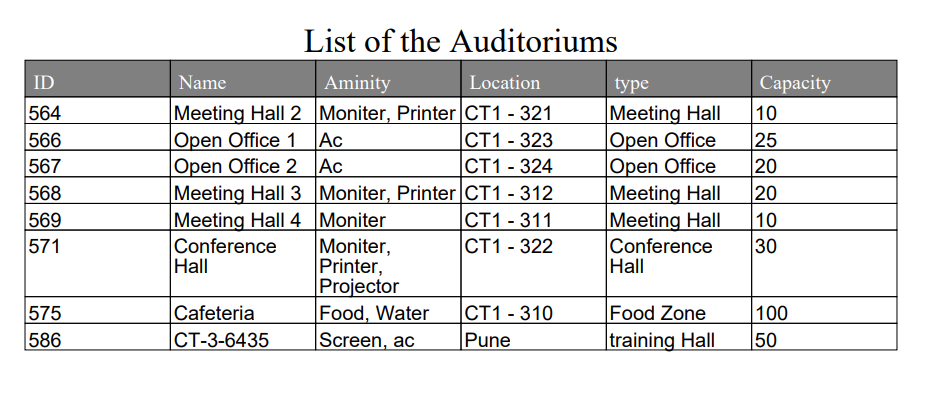 List of the Auditoriums
ID Name Aminity Location type Capacity
564 Meeting Hall 2 Moniter, Printer CT1 - 321 Meeting Hall 10
566 Open Office 1 Ac CT1 - 323 Open Office 25
567 Open Office 2 Ac CT1 - 324 Open Office 20
568 Meeting Hall 3 Moniter, Printer CT1 - 312 Meeting Hall 20
569 Meeting Hall 4 Moniter CT1 - 311 Meeting Hall 10
571 Conference Moniter, CT1 - 322 Conference 30
Hall Printer, Hall
Projector
575 Cafeteria Food, Water CT1 - 310 Food Zone 100
586 CT-3-6435 Screen, ac Pune training Hall 50